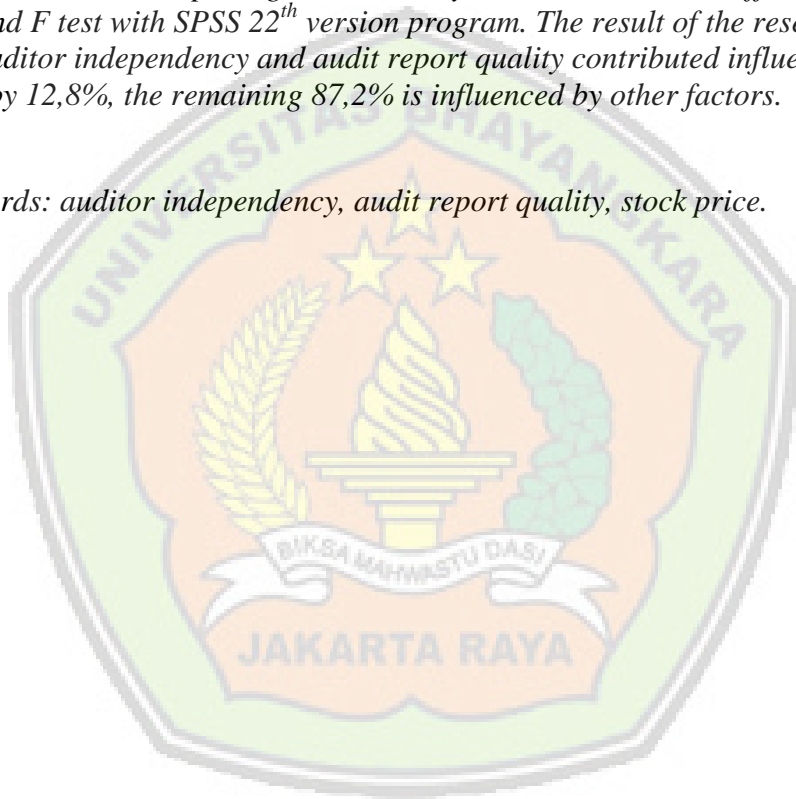 nd F test with SPSS 22th version program. The result of the rese
uditor independency and audit report quality contributed influe
by 12,8%, the remaining 87,2% is influenced by other factors.
rds: auditor independency, audit report quality, stock price.
UNIVERSITAS BHAYANGKARA
BIKSA MAHWASTU DASI
JAKARTA RAYA